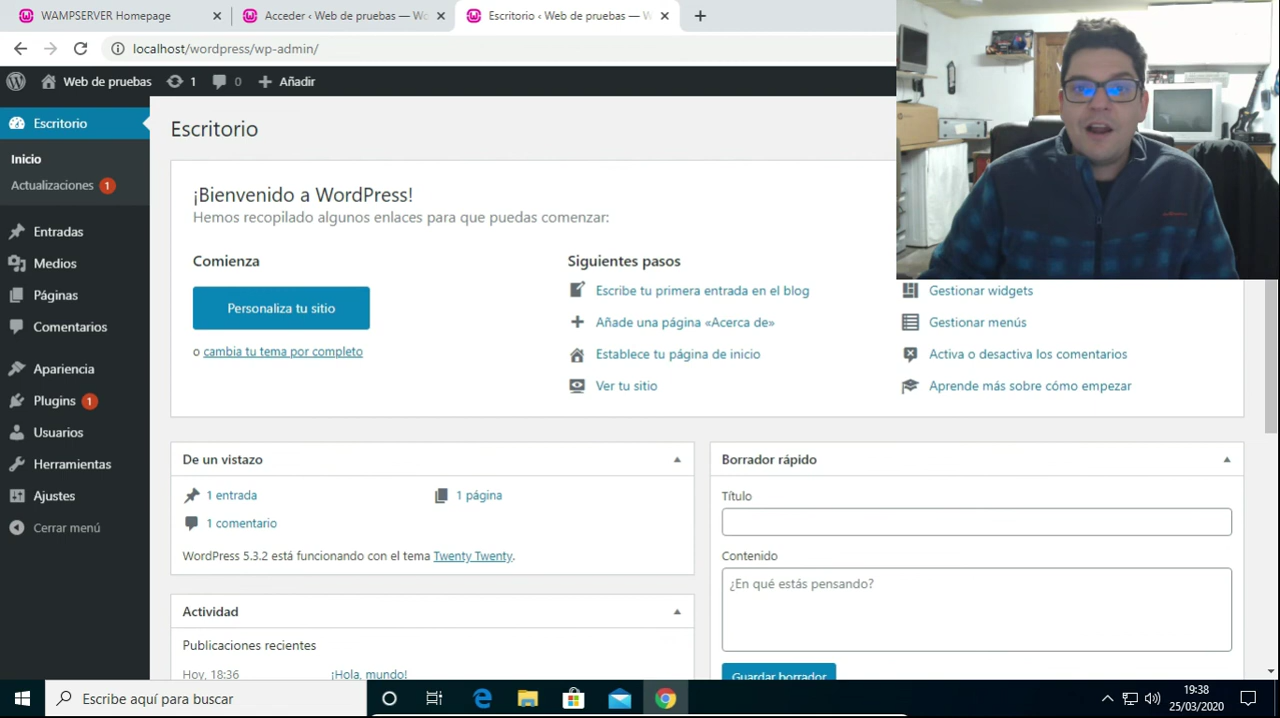 WAMPSERVER Homepage
Acceder ‹ Web de pruebas — Wo
Escritorio ‹ Web de pruebas — W
localhost/wordpress/wp-admin/
Web de pruebas 1 0 Añadir
Escritorio
Inicio
Actualizaciones 1
Entradas
Medios
Páginas
Comentarios
Apariencia
Plugins 1
Usuarios
Herramientas
Ajustes
Cerrar menú
Escritorio
¡Bienvenido a WordPress!
Hemos recopilado algunos enlaces para que puedas comenzar:
Comienza
Personaliza tu sitio
o cambia tu tema por completo
Siguientes pasos
Escribe tu primera entrada en el blog
Añade una página «Acerca de»
Establece tu página de inicio
Ver tu sitio
Gestionar widgets
Gestionar menús
Activa o desactiva los comentarios
Aprende más sobre cómo empezar
De un vistazo
1 entrada
1 página
1 comentario
WordPress 5.3.2 está funcionando con el tema Twenty Twenty.
Actividad
Publicaciones recientes
Hoy, 18:36 ¡Hola, mundo!
Borrador rápido
Título
Contenido
¿En qué estás pensando?
Guardar borrador
Escribe aquí para buscar
19:38
25/03/2020